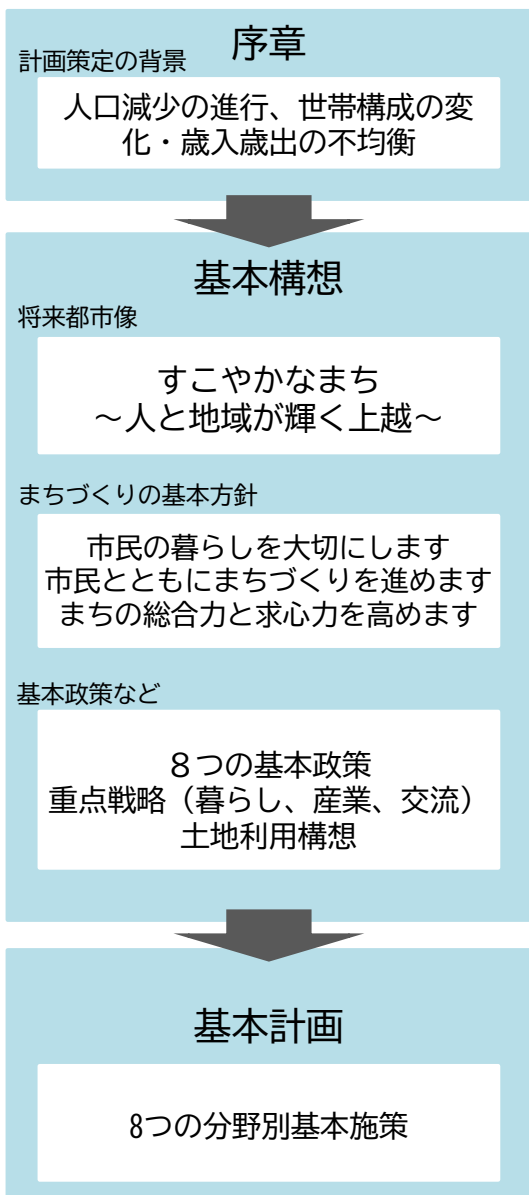 序章
計画策定の背景
人口減少の進行、世帯構成の変
化・歳入歳出の不均衡
基本構想
将来都市像
すこやかなまち
～人と地域が輝く上越～
まちづくりの基本方針
市民の暮らしを大切にします
市民とともにまちづくりを進めます
まちの総合力と求心力を高めます
基本政策など
８つの基本政策
重点戦略（暮らし、産業、交流）
土地利用構想
基本計画
8つの分野別基本施策